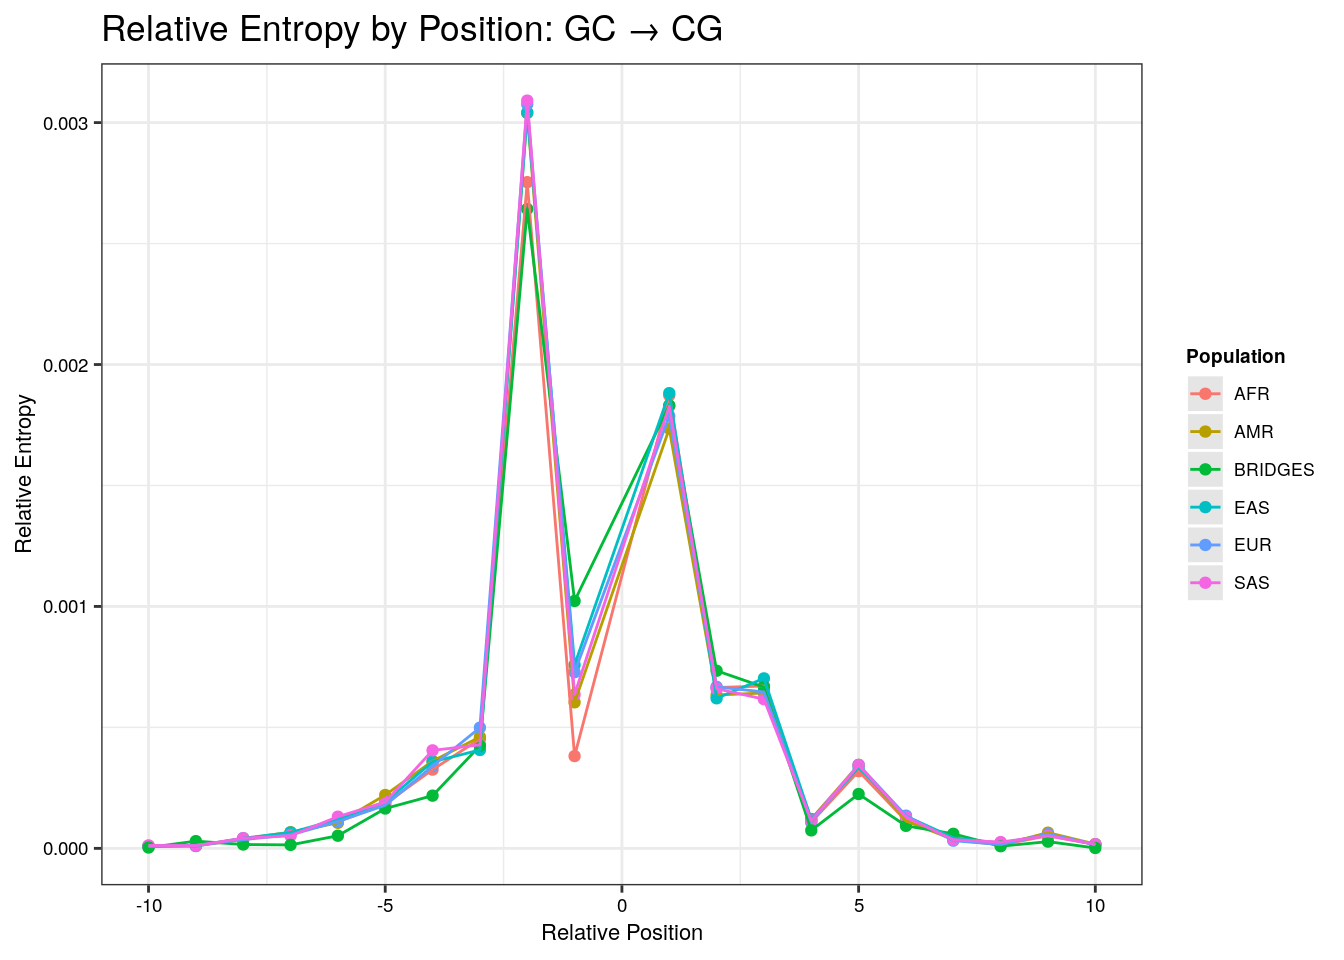 Relative Entropy by Position: GC → CG
Relative Entropy
0.003
0.002
0.001
0.000
-10
-5
0
5
10
Relative Position
Population
AFR
AMR
BRIDGES
EAS
EUR
SAS